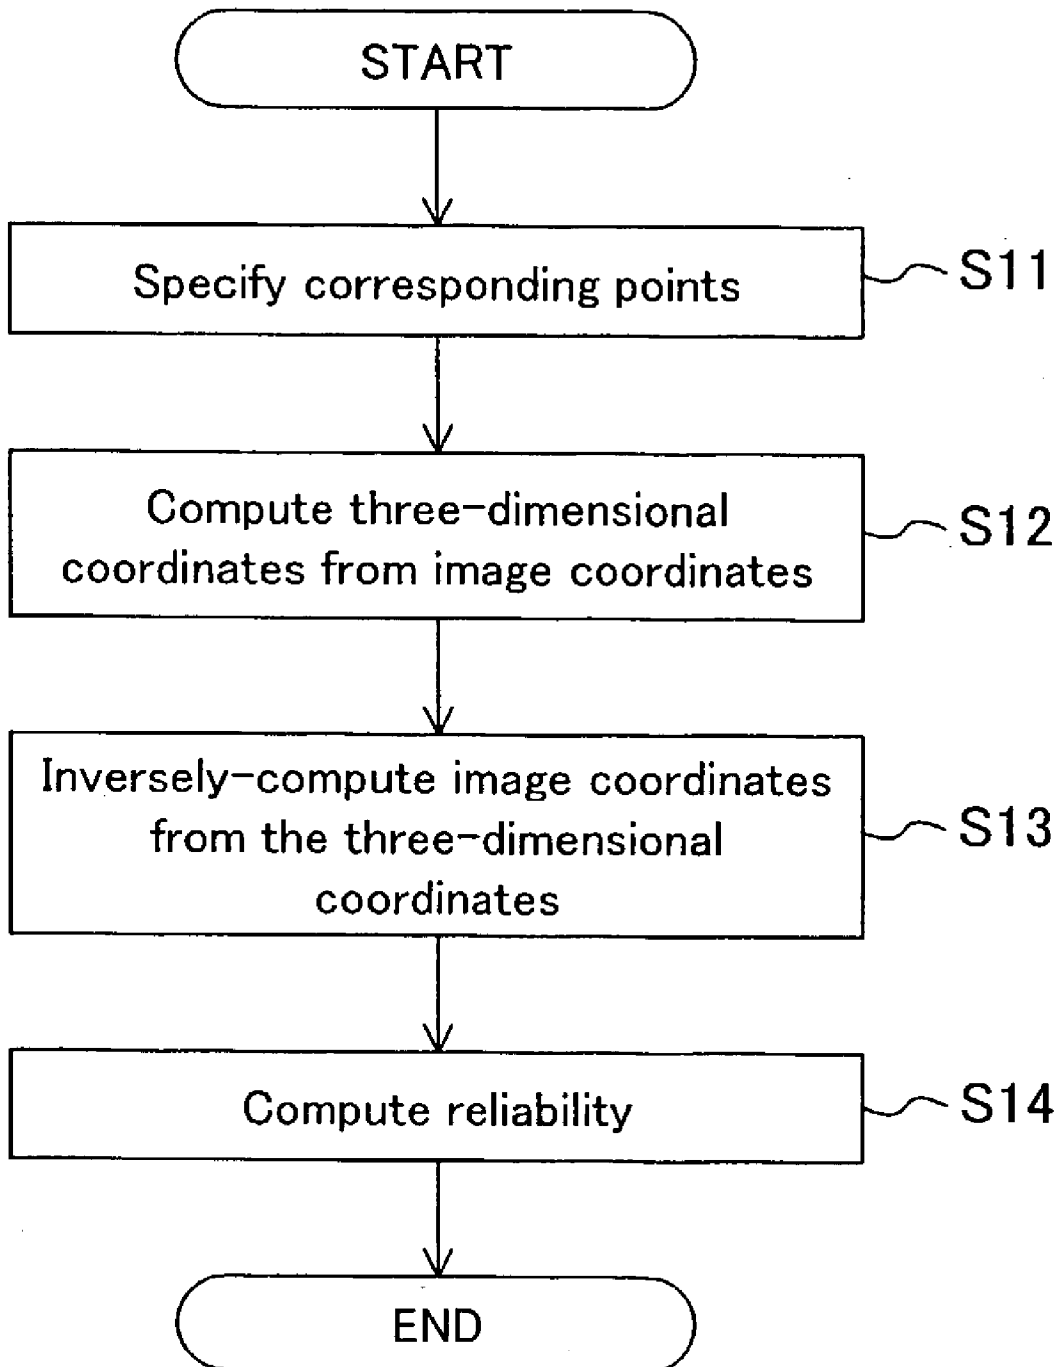 START
Specify corresponding points
S11
Compute three-dimensional
coordinates from image coordinates
S12
Inversely-compute image coordinates
from the three-dimensional
coordinates
S13
Compute reliability
S14
END